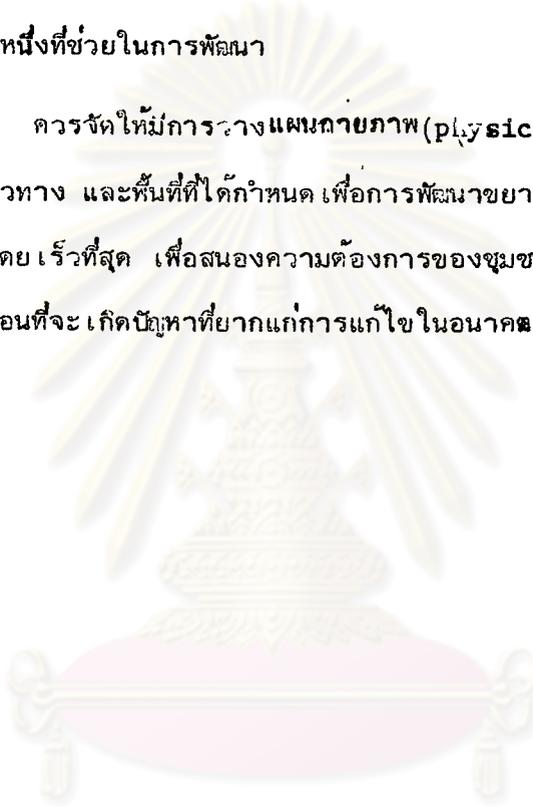 หนึ่งที่ช่วยในการพัฒนา
ควรจัดให้มีการวางแผนกายภาพ(physic
วทาง และพื้นที่ที่ได้กำหนดเพื่อการพัฒนาขยา
ดยเร็วที่สุด เพื่อสนองความต้องการของชุมช
อนที่จะเกิดปัญหาที่ยากแก่การแก้ไขในอนาคต